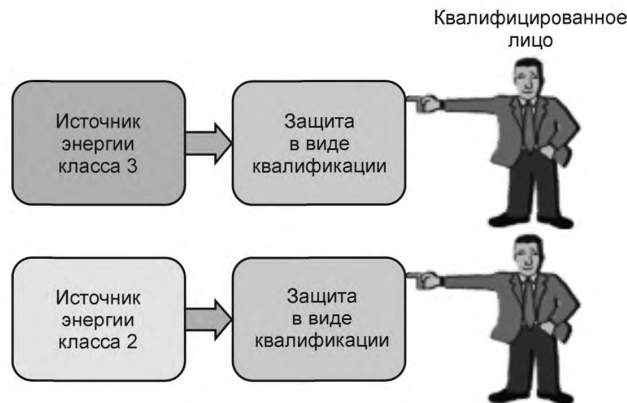 Квалифицированное
лицо
Источник
энергии
класса 3
Защита
в виде
квалификации
Источник
энергии
класса 2
Защита
в виде
квалификации